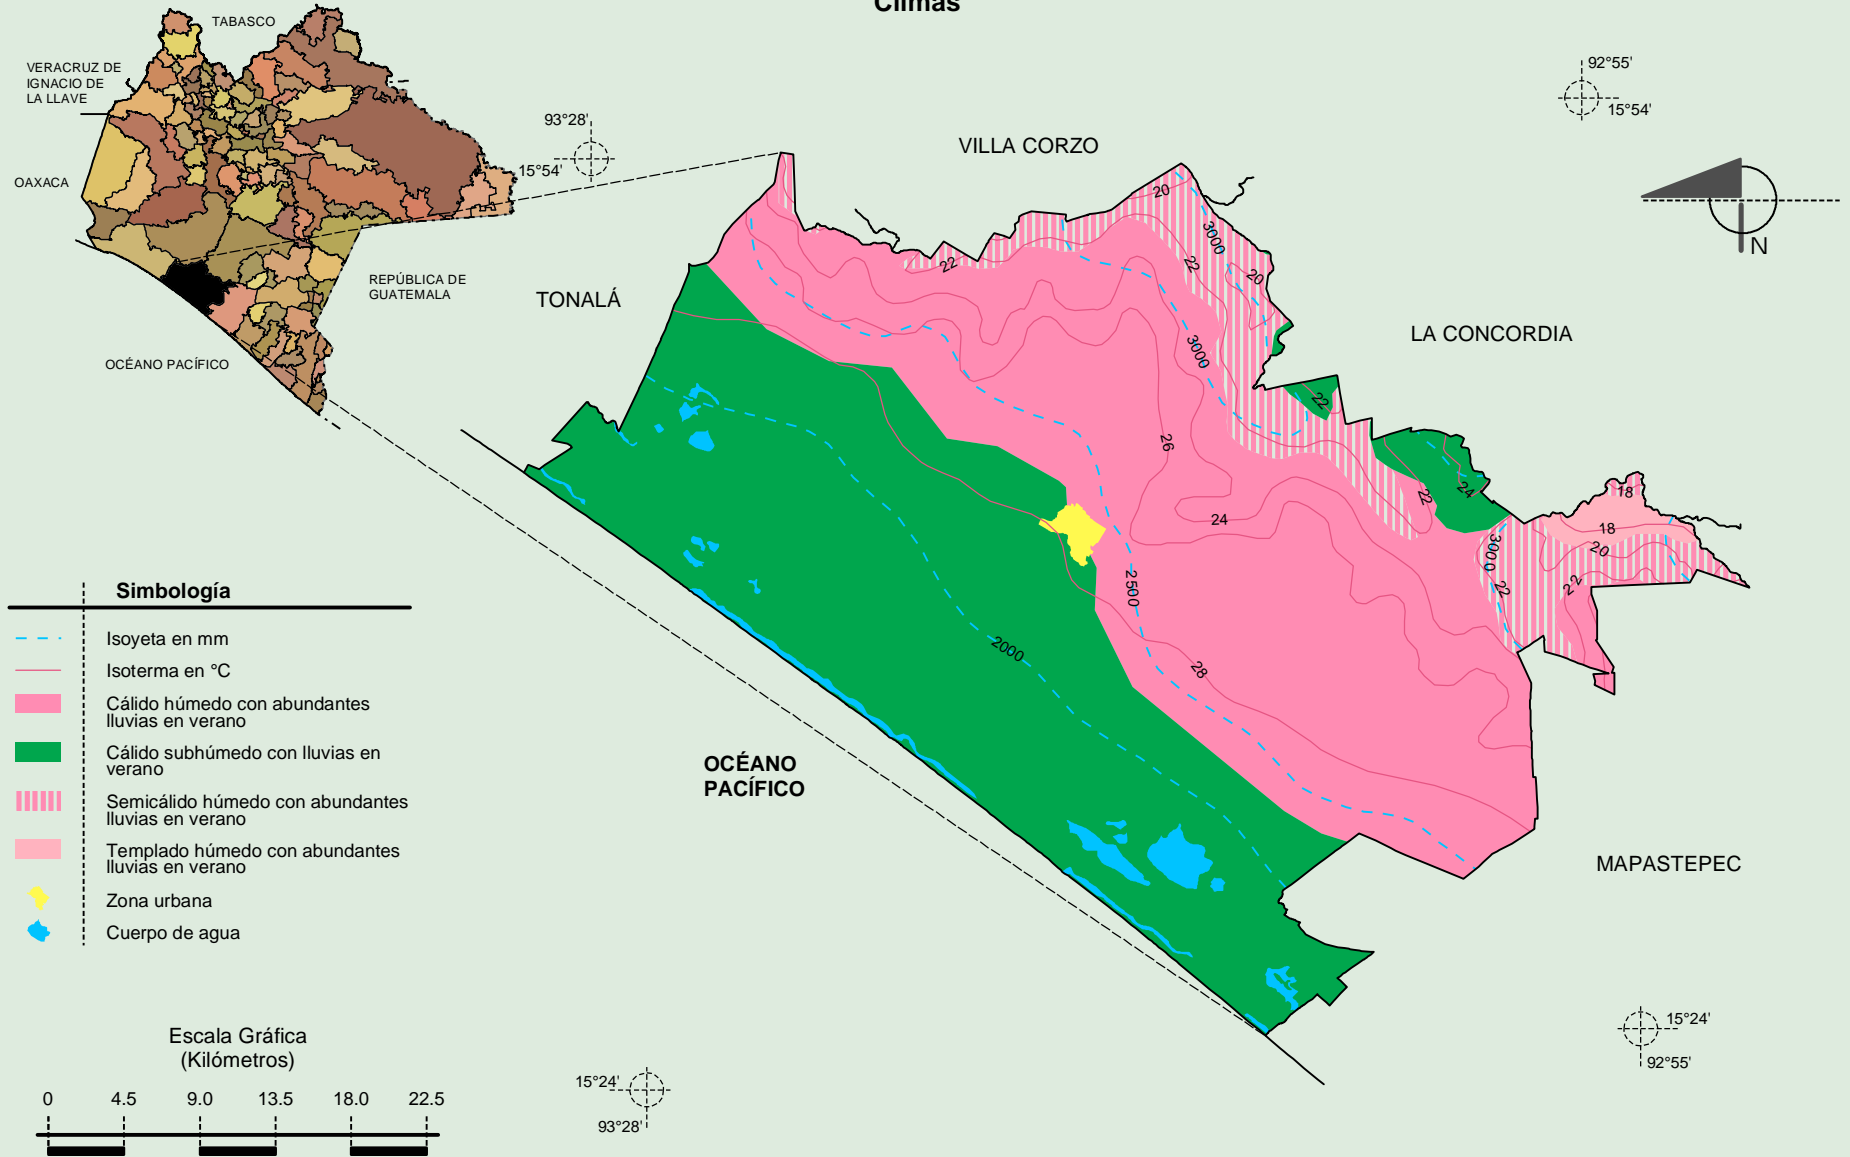 Climas
TABASCO
VERACRUZ DE
IGNACIO DE
LA LLAVE
OAXACA
REPÚBLICA DE
GUATEMALA
OCÉANO PACÍFICO
93°28'
15°54'
92°55'
15°54'
VILLA CORZO
TONALÁ
LA CONCORDIA
N
20
3000
22
22
20
3000
22
26
24
22
24
18
18
20
3000
22
22
2500
2000
28
OCÉANO
PACÍFICO
MAPASTEPEC
Simbología
Isoyeta en mm
Isoterma en °C
Cálido húmedo con abundantes
lluvias en verano
Cálido subhúmedo con lluvias en
verano
Semicálido húmedo con abundantes
lluvias en verano
Templado húmedo con abundantes
lluvias en verano
Zona urbana
Cuerpo de agua
Escala Gráfica
(Kilómetros)
0 4.5 9.0 13.5 18.0 22.5
15°24'
93°28'
15°24'
92°55'